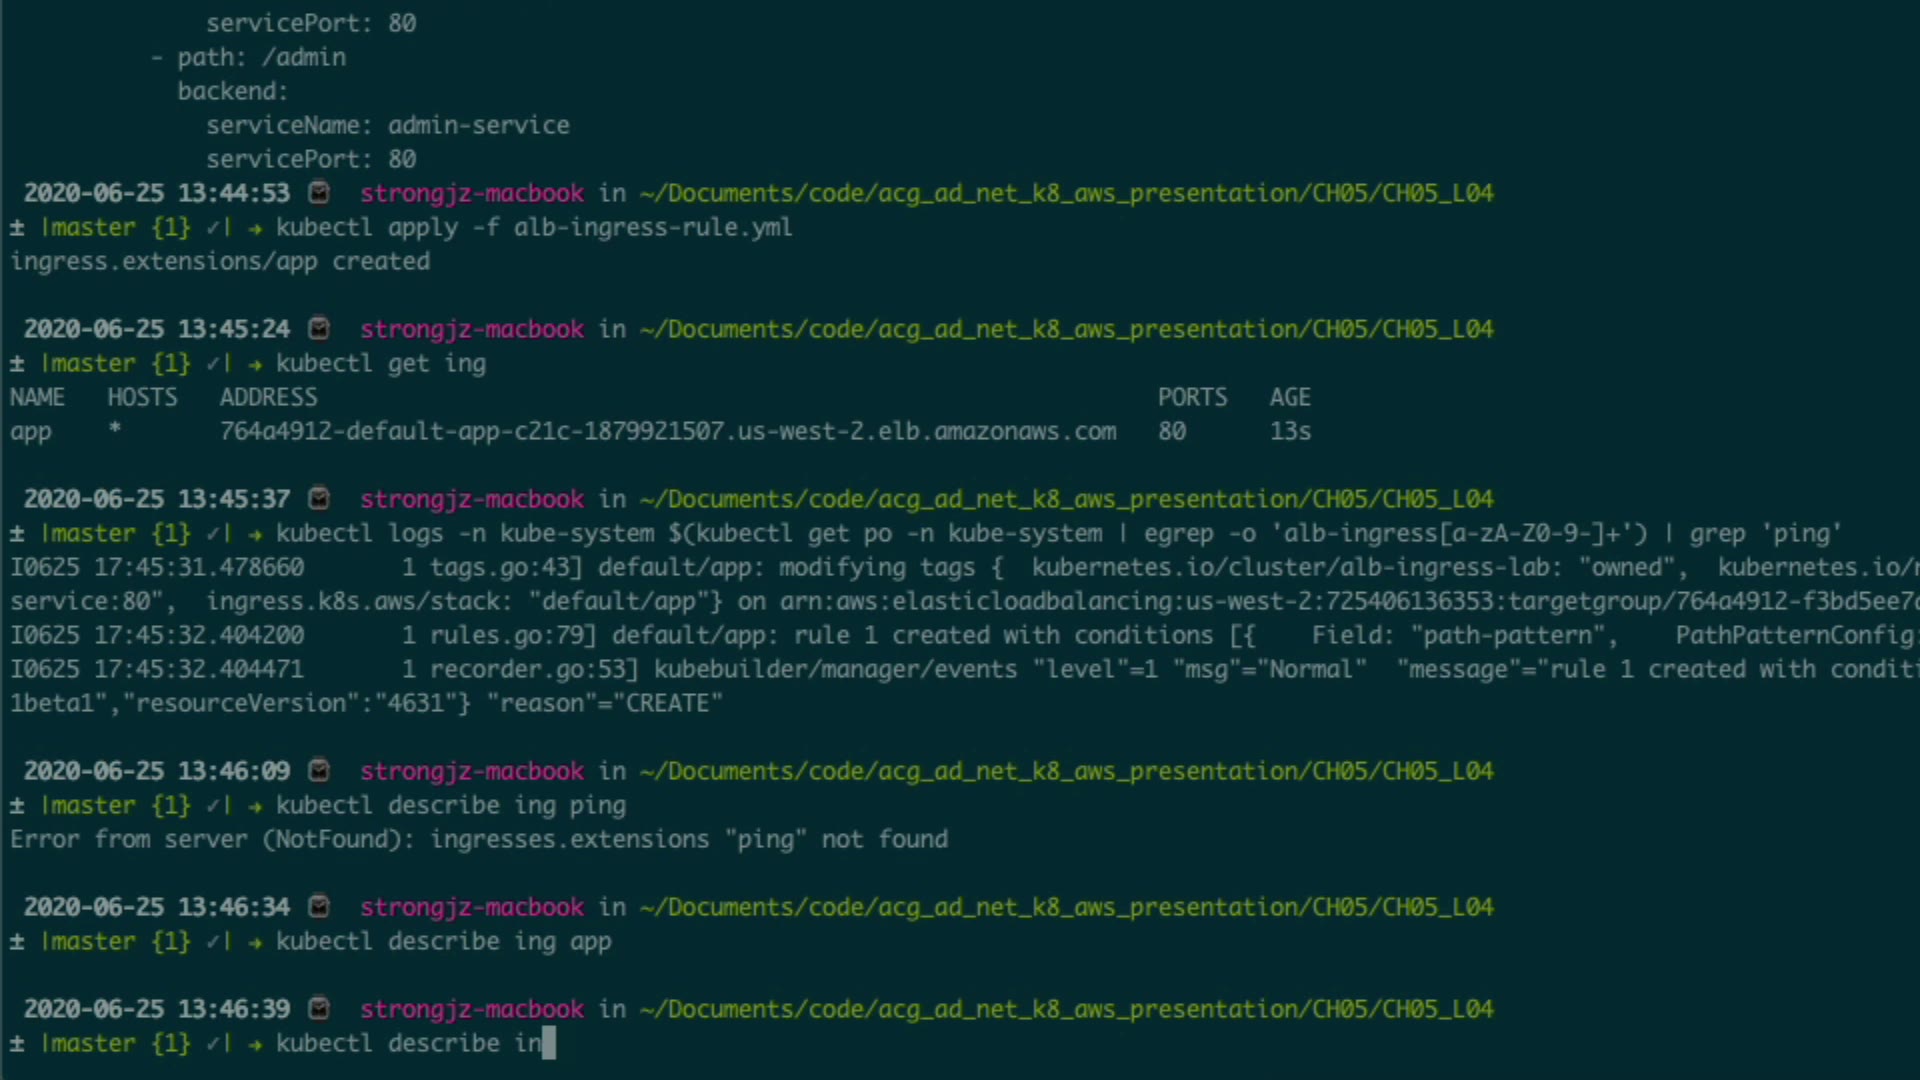 servicePort: 80
- path: /admin
backend:
serviceName: admin-service
servicePort: 80
2020-06-25 13:44:53 strongjz-macbook in ~/Documents/code/acg_ad_net_k8_aws_presentation/CH05/CH05_L04
± |master {1} ✓| → kubectl apply -f alb-ingress-rule.yml
ingress.extensions/app created
2020-06-25 13:45:24 strongjz-macbook in ~/Documents/code/acg_ad_net_k8_aws_presentation/CH05/CH05_L04
± |master {1} ✓| → kubectl get ing
NAME HOSTS ADDRESS PORTS AGE
app * 764a4912-default-app-c21c-1879921507.us-west-2.elb.amazonaws.com 80 13s
2020-06-25 13:45:37 strongjz-macbook in ~/Documents/code/acg_ad_net_k8_aws_presentation/CH05/CH05_L04
± |master {1} ✓| → kubectl logs -n kube-system $(kubectl get po -n kube-system | egrep -o 'alb-ingress[a-zA-Z0-9-]+') | grep 'ping'
I0625 17:45:31.478660 1 tags.go:43] default/app: modifying tags { kubernetes.io/cluster/alb-ingress-lab: "owned", kubernetes.io/
service:80", ingress.k8s.aws/stack: "default/app"} on arn:aws:elasticloadbalancing:us-west-2:725406136353:targetgroup/764a4912-f3bd5ee7
I0625 17:45:32.404200 1 rules.go:79] default/app: rule 1 created with conditions [{ Field: "path-pattern", PathPatternConfig:
I0625 17:45:32.404471 1 recorder.go:53] kubebuilder/manager/events "level"=1 "msg"="Normal" "message"="rule 1 created with conditi
1beta1","resourceVersion":"4631"} "reason"="CREATE"
2020-06-25 13:46:09 strongjz-macbook in ~/Documents/code/acg_ad_net_k8_aws_presentation/CH05/CH05_L04
± |master {1} ✓| → kubectl describe ing ping
Error from server (NotFound): ingresses.extensions "ping" not found
2020-06-25 13:46:34 strongjz-macbook in ~/Documents/code/acg_ad_net_k8_aws_presentation/CH05/CH05_L04
± |master {1} ✓| → kubectl describe ing app
2020-06-25 13:46:39 strongjz-macbook in ~/Documents/code/acg_ad_net_k8_aws_presentation/CH05/CH05_L04
± |master {1} ✓| → kubectl describe in